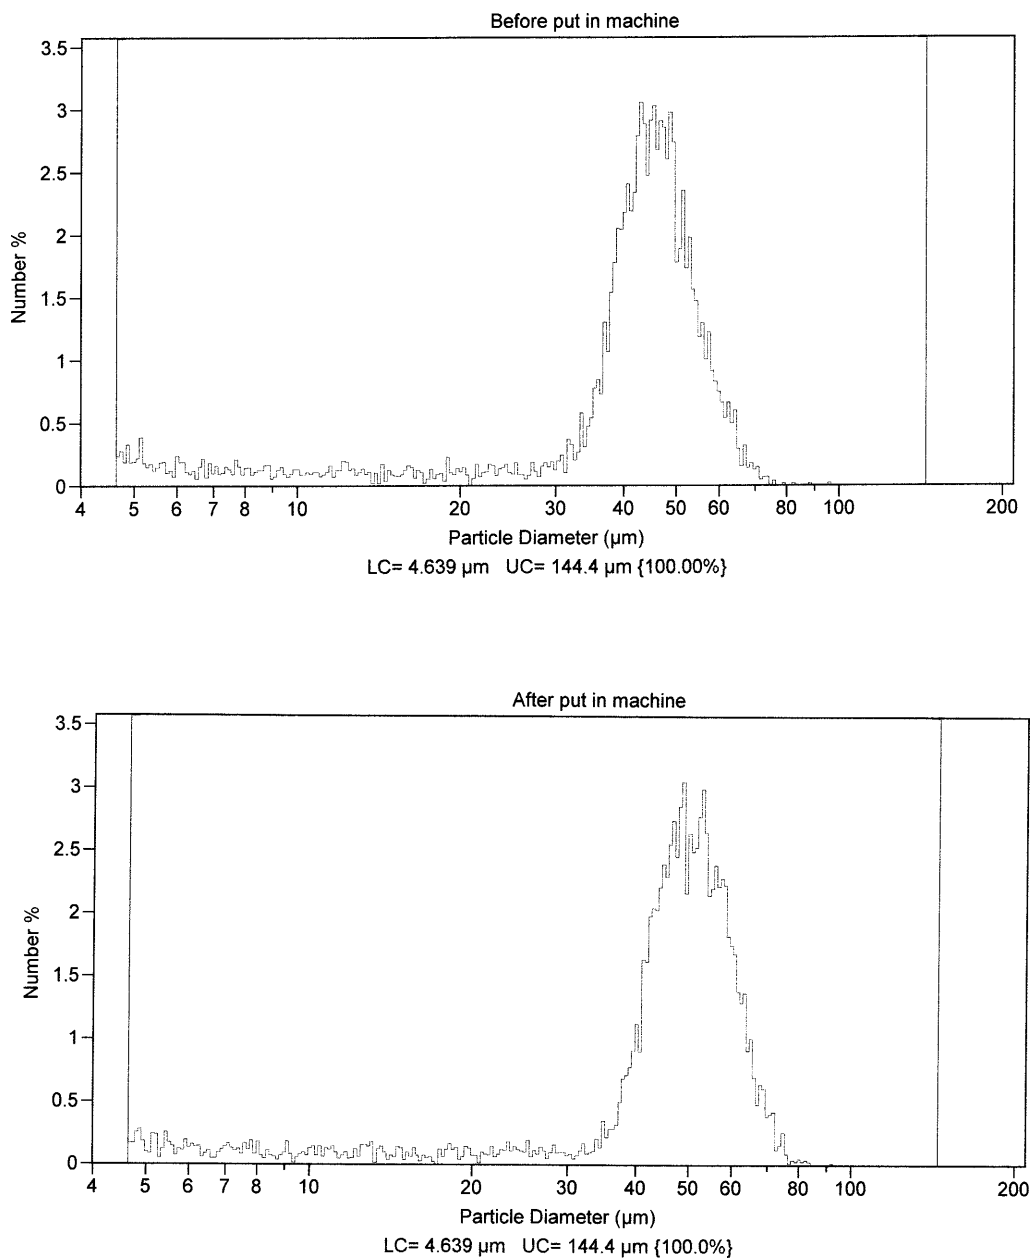 Before put in machine
3.5
3
2.5
2
1.5
1
0.5
0
Number %
4 5 6 7 8 10 20 30 40 50 60 80 100 200
Particle Diameter (µm)
LC= 4.639 µm UC= 144.4 µm {100.00%}
After put in machine
3.5
3
2.5
2
1.5
1
0.5
0
Number %
4 5 6 7 8 10 20 30 40 50 60 80 100 200
Particle Diameter (µm)
LC= 4.639 µm UC= 144.4 µm {100.0%}